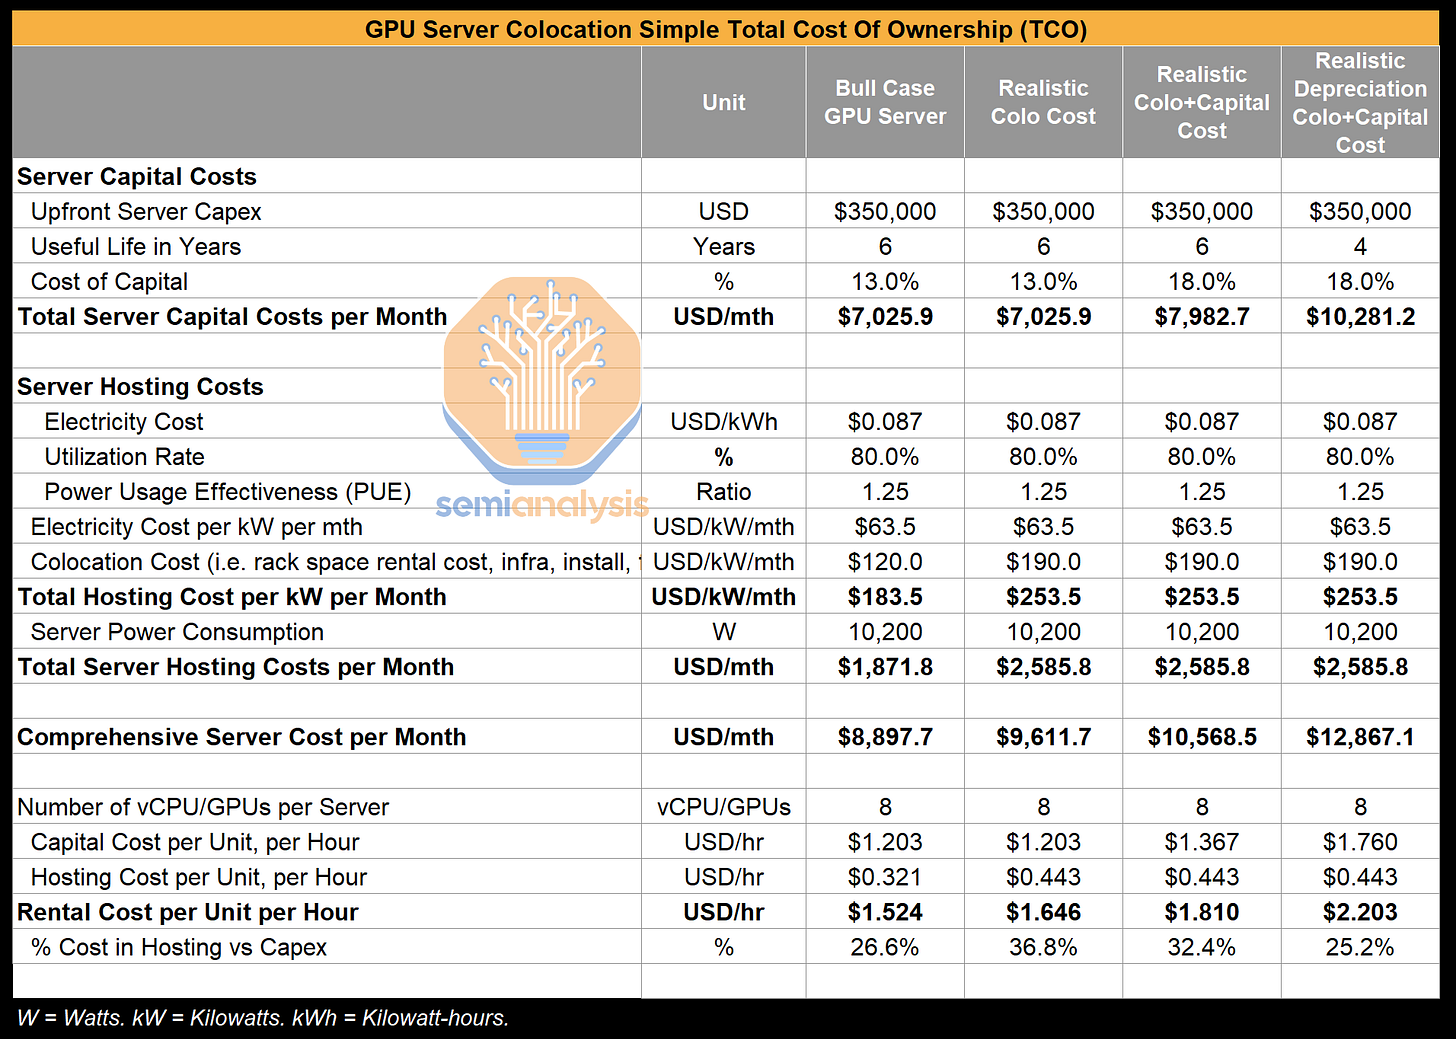 GPU Server Colocation Simple Total Cost Of Ownership (TCO)
Unit
Bull Case
GPU Server
Realistic
Colo Cost
Realistic
Colo+Capital
Cost
Realistic
Depreciation
Colo+Capital
Cost
Server Capital Costs
Upfront Server Capex USD $350,000 $350,000 $350,000 $350,000
Useful Life in Years Years 6 6 6 4
Cost of Capital % 13.0% 13.0% 18.0% 18.0%
Total Server Capital Costs per Month USD/mth $7,025.9 $7,025.9 $7,982.7 $10,281.2
Server Hosting Costs
Electricity Cost USD/kWh $0.087 $0.087 $0.087 $0.087
Utilization Rate % 80.0% 80.0% 80.0% 80.0%
Power Usage Effectiveness (PUE) Ratio 1.25 1.25 1.25 1.25
semianalysis
Electricity Cost per kW per mth USD/kW/mth $63.5 $63.5 $63.5 $63.5
Colocation Cost (i.e. rack space rental cost, infra, install, USD/kW/mth $120.0 $190.0 $190.0 $190.0
Total Hosting Cost per kW per Month USD/kW/mth $183.5 $253.5 $253.5 $253.5
Server Power Consumption W 10,200 10,200 10,200 10,200
Total Server Hosting Costs per Month USD/mth $1,871.8 $2,585.8 $2,585.8 $2,585.8
Comprehensive Server Cost per Month USD/mth $8,897.7 $9,611.7 $10,568.5 $12,867.1
Number of vCPU/GPUs per Server vCPU/GPUs 8 8 8 8
Capital Cost per Unit, per Hour USD/hr $1.203 $1.203 $1.367 $1.760
Hosting Cost per Unit, per Hour USD/hr $0.321 $0.443 $0.443 $0.443
Rental Cost per Unit per Hour USD/hr $1.524 $1.646 $1.810 $2.203
% Cost in Hosting vs Capex % 26.6% 36.8% 32.4% 25.2%
W = Watts. kW = Kilowatts. kWh = Kilowatt-hours.